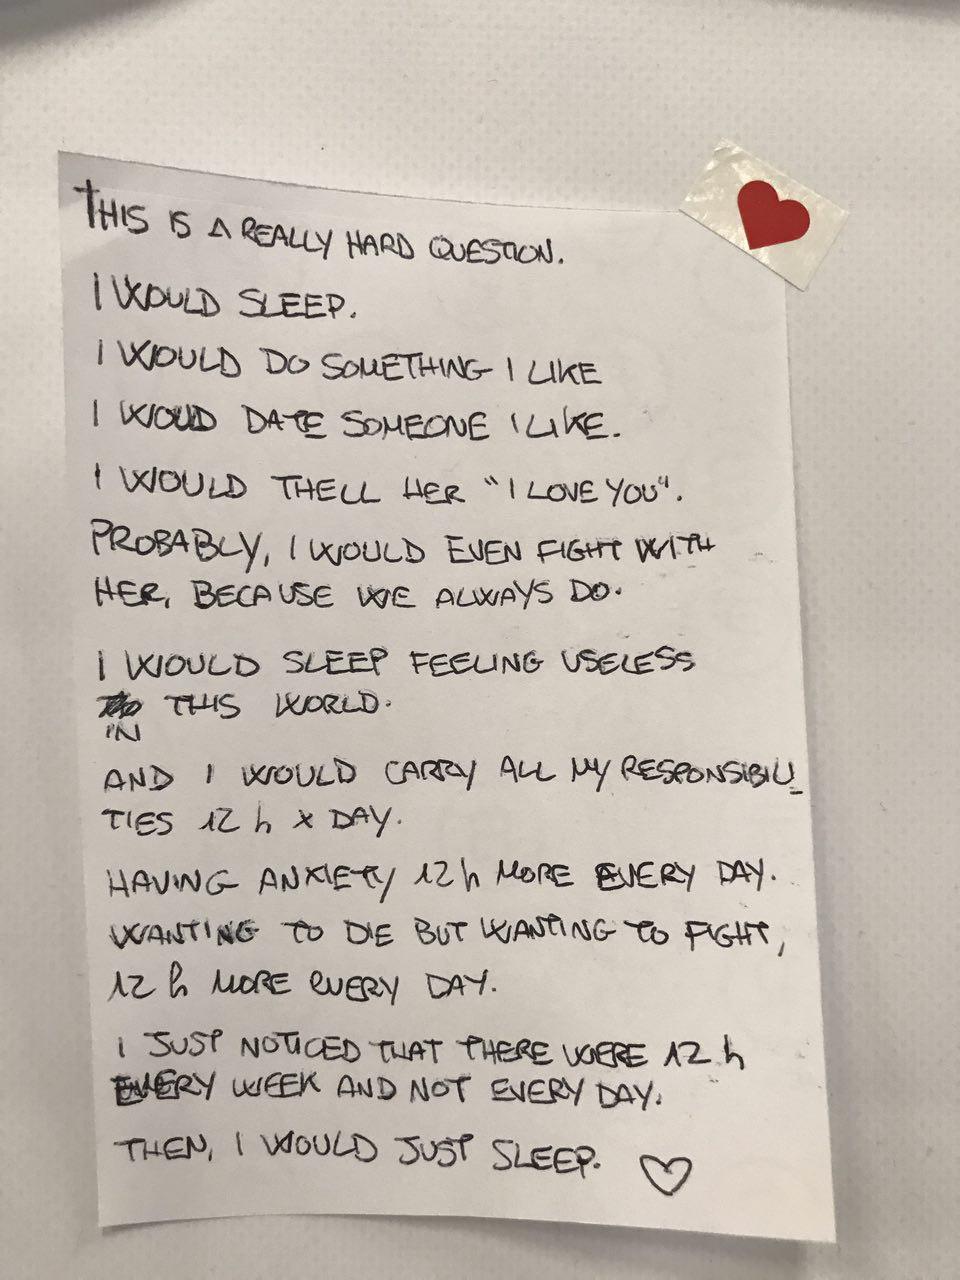 THIS IS A REALLY HARD QUESTION.
I WOULD SLEEP.
I WOULD DO SOMETHING I LIKE
I WOULD DATE SOMEONE I LIKE.
I WOULD THELL HER "I LOVE YOU".
PROBABLY, I WOULD EVEN FIGHT WITH
HER, BECAUSE WE ALWAYS DO.
I WOULD SLEEP FEELING USELESS
IN THIS WORLD.
AND I WOULD CARRY ALL MY RESPONSIBILI_
TIES 12 h x DAY.
HAVING ANXIETY 12 h MORE EVERY DAY.
WANTING TO DIE BUT WANTING TO FIGHT,
12 h MORE EVERY DAY.
I JUST NOTICED THAT THERE WERE 12 h
EVERY WEEK AND NOT EVERY DAY.
THEN, I WOULD JUST SLEEP. ♡